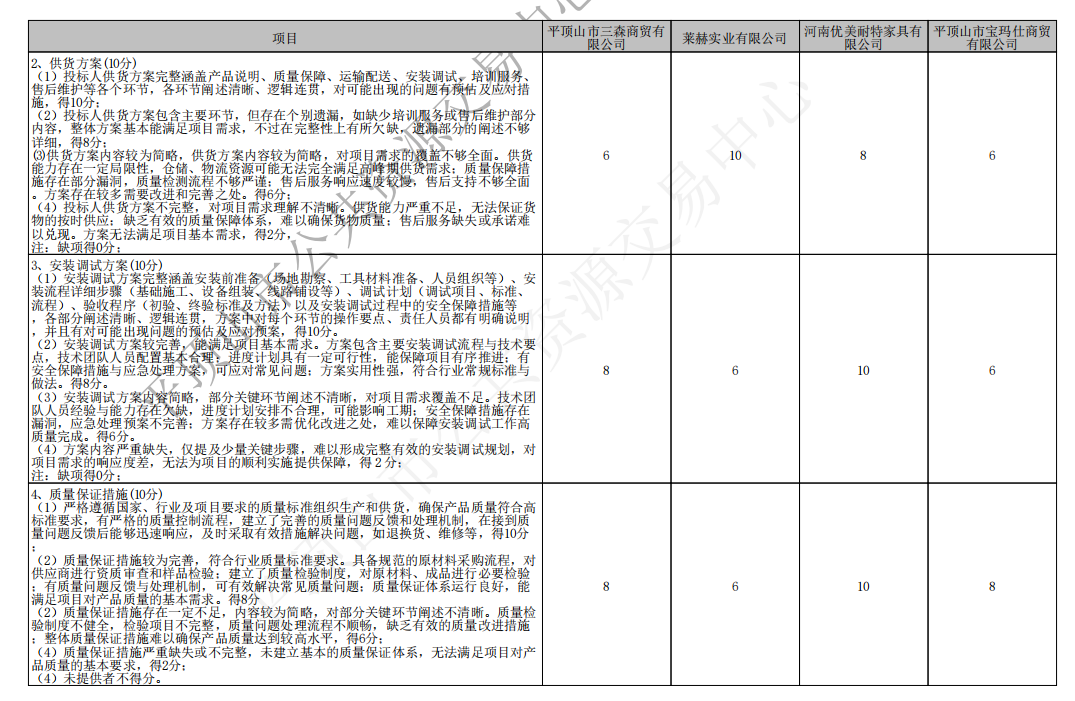 项目
平顶山市三森商贸有
限公司
莱赫实业有限公司
河南优美耐特家具有
限公司
平顶山市宝玛仕商贸
有限公司
2、供货方案(10分)
（1）投标人供货方案完整涵盖产品说明、质量保障、运输配送、安装调试、培训服务、
售后维护等各个环节，各环节阐述清晰、逻辑连贯，对可能出现的问题有预估及应对措
施，得10分；
（2）投标人供货方案包含主要环节，但存在个别遗漏，如缺少培训服务或售后维护部分
内容，整体方案基本能满足项目需求，不过在完整性上有所欠缺，遗漏部分的阐述不够
详细，得8分；
⑶供货方案内容较为简略，供货方案内容较为简略，对项目需求的覆盖不够全面。供货
能力存在一定局限性，仓储、物流资源可能无法完全满足高峰期供货需求；质量保障措
施存在部分漏洞，质量检测流程不够严谨；售后服务响应速度较慢，售后支持不够全面
。方案存在较多需要改进和完善之处。得6分；
（4）投标人供货方案不完整，对项目需求理解不清晰。供货能力严重不足，无法保证货
物的按时供应；缺乏有效的质量保障体系，难以确保货物质量；售后服务缺失或承诺难
以兑现。方案无法满足项目基本需求，得2分，
注：缺项得0分；
6
10
8
6
3、安装调试方案(10分)
（1）安装调试方案完整涵盖安装前准备（场地勘察、工具材料准备、人员组织等）、安
装流程详细步骤（基础施工、设备组装、线路铺设等）、调试计划（调试项目、标准、
流程）、验收程序（初验、终验标准及方法）以及安装调试过程中的安全保障措施等
，各部分阐述清晰、逻辑连贯，方案中对每个环节的操作要点、责任人员都有明确说明
，并且有对可能出现问题的预估及应对预案，得10分。
（2）安装调试方案较完善，能满足项目基本需求。方案包含主要安装调试流程与技术要
点，技术团队人员配置基本合理；进度计划具有一定可行性，能保障项目有序推进；有
安全保障措施与应急处理方案，可应对常见问题；方案实用性强，符合行业常规标准与
做法。得8分。
（3）安装调试方案内容简略，部分关键环节阐述不清晰，对项目需求覆盖不足。技术团
队人员经验与能力存在欠缺，进度计划安排不合理，可能影响工期；安全保障措施存在
漏洞，应急处理预案不完善；方案存在较多需优化改进之处，难以保障安装调试工作高
质量完成。得6分。
（4）方案内容严重缺失，仅提及少量关键步骤，难以形成完整有效的安装调试规划，对
项目需求的响应度差，无法为项目的顺利实施提供保障，得２分；
注：缺项得0分；
8
6
10
6
4、质量保证措施(10分)
（1）严格遵循国家、行业及项目要求的质量标准组织生产和供货，确保产品质量符合高
标准要求，有严格的质量控制流程，建立了完善的质量问题反馈和处理机制，在接到质
量问题反馈后能够迅速响应，及时采取有效措施解决问题，如退换货、维修等，得10分
；
（2）质量保证措施较为完善，符合行业质量标准要求。具备规范的原材料采购流程，对
供应商进行资质审查和样品检验；建立了质量检验制度，对原材料、成品进行必要检验
；有质量问题反馈与处理机制，可有效解决常见质量问题；质量保证体系运行良好，能
满足项目对产品质量的基本需求。得8分
（2）质量保证措施存在一定不足，内容较为简略，对部分关键环节阐述不清晰。质量检
验制度不健全，检验项目不完整，质量问题处理流程不顺畅，缺乏有效的质量改进措施
；整体质量保证措施难以确保产品质量达到较高水平，得6分；
（4）质量保证措施严重缺失或不完整，未建立基本的质量保证体系，无法满足项目对产
品质量的基本要求，得2分；
（4）未提供者不得分。
8
6
10
8
平顶山市公共资源交易中心
平顶山市公共资源交易中心